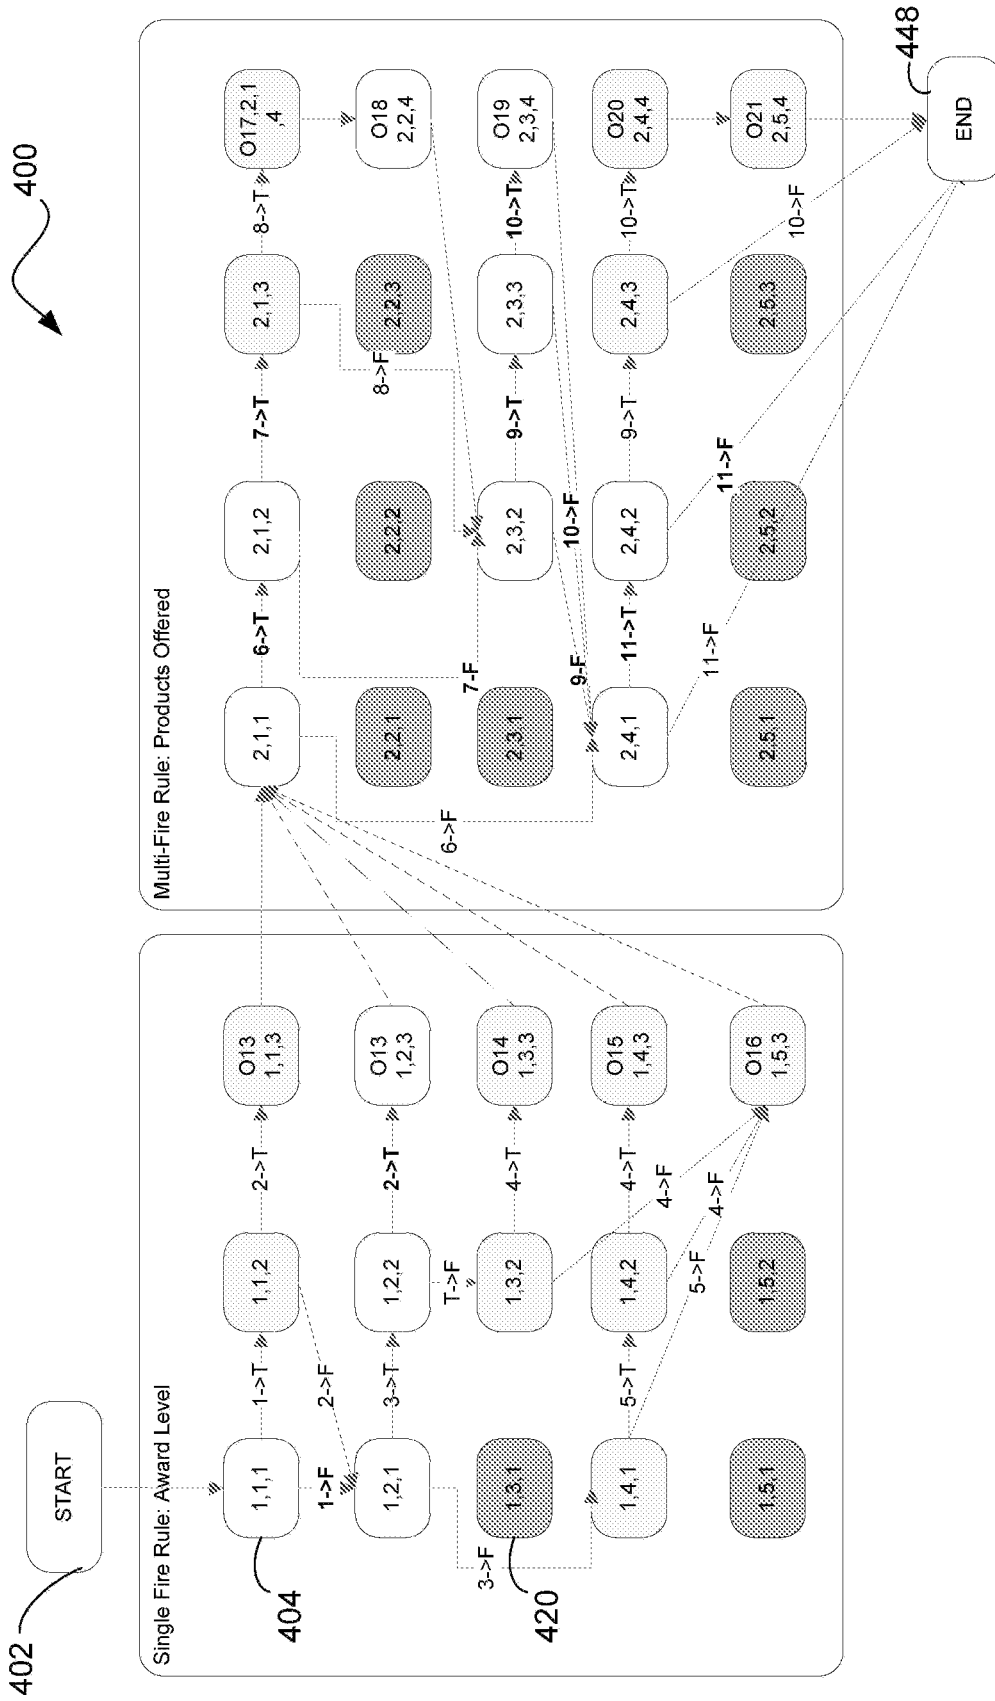 400
402
START
Single Fire Rule: Award Level
404
1,1,1
1->T
1,1,2
2->T
O13
1,1,3
1->F
2->F
1,2,1
3->T
1,2,2
2->T
O13
1,2,3
T->F
420
1,3,1
1,3,2
4->T
O14
1,3,3
3->F
1,4,1
5->T
1,4,2
4->T
O15
1,4,3
4->F
5->F
4->F
1,5,1
1,5,2
O16
1,5,3
Multi-Fire Rule: Products Offered
2,1,1
6->T
2,1,2
7->T
2,1,3
8->T
O17,2,1
,4
2,2,1
2,2,2
8->F
2,2,3
O18
2,2,4
6->F
7-F
2,3,1
2,3,2
9->T
2,3,3
10->T
O19
2,3,4
9-F
10->F
2,4,1
11->T
2,4,2
9->T
2,4,3
10->T
O20
2,4,4
11->F
11->F
10->F
2,5,1
2,5,2
2,5,3
O21
2,5,4
END
448